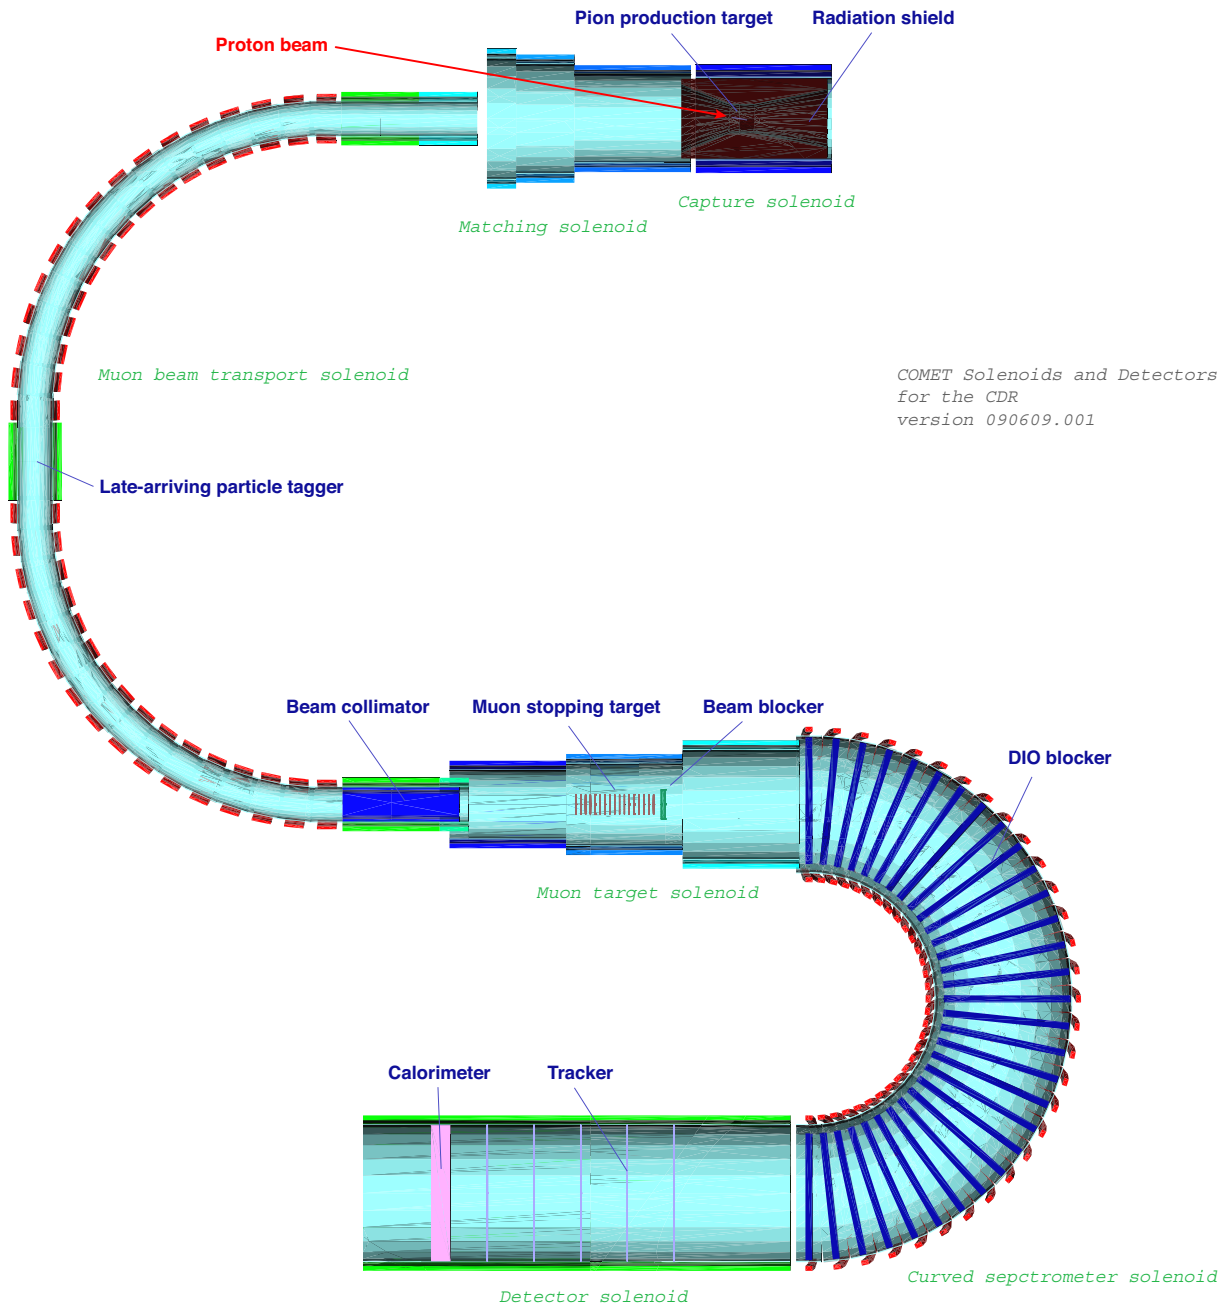 Pion production target
Radiation shield
Proton beam
Capture solenoid
Matching solenoid
Muon beam transport solenoid
COMET Solenoids and Detectors
for the CDR
version 090609.001
Late-arriving particle tagger
Beam collimator
Muon stopping target
Beam blocker
DIO blocker
Muon target solenoid
Calorimeter
Tracker
Curved sepctrometer solenoid
Detector solenoid